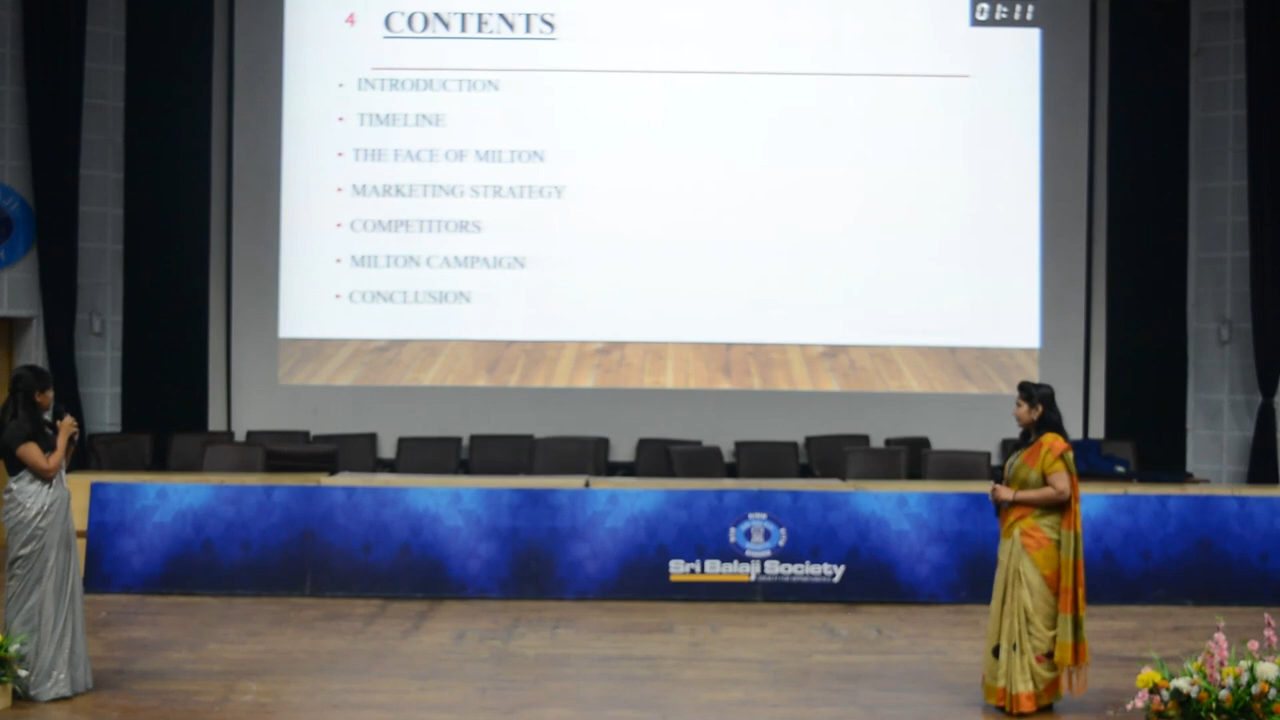 4 CONTENTS
01:11
INTRODUCTION
TIMELINE
THE FACE OF MILTON
MARKETING STRATEGY
COMPETITORS
MILTON CAMPAIGN
CONCLUSION
Sri Balaji Society